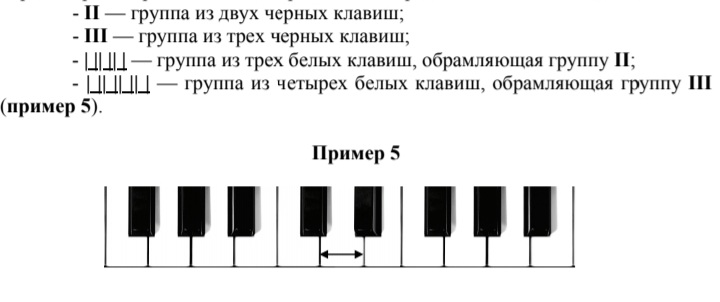 - II — группа из двух черных клавиш;
- III — группа из трех черных клавиш;
- — группа из трех белых клавиш, обрамляющая группу II;
- — группа из четырех белых клавиш, обрамляющая группу III
(пример 5).
Пример 5